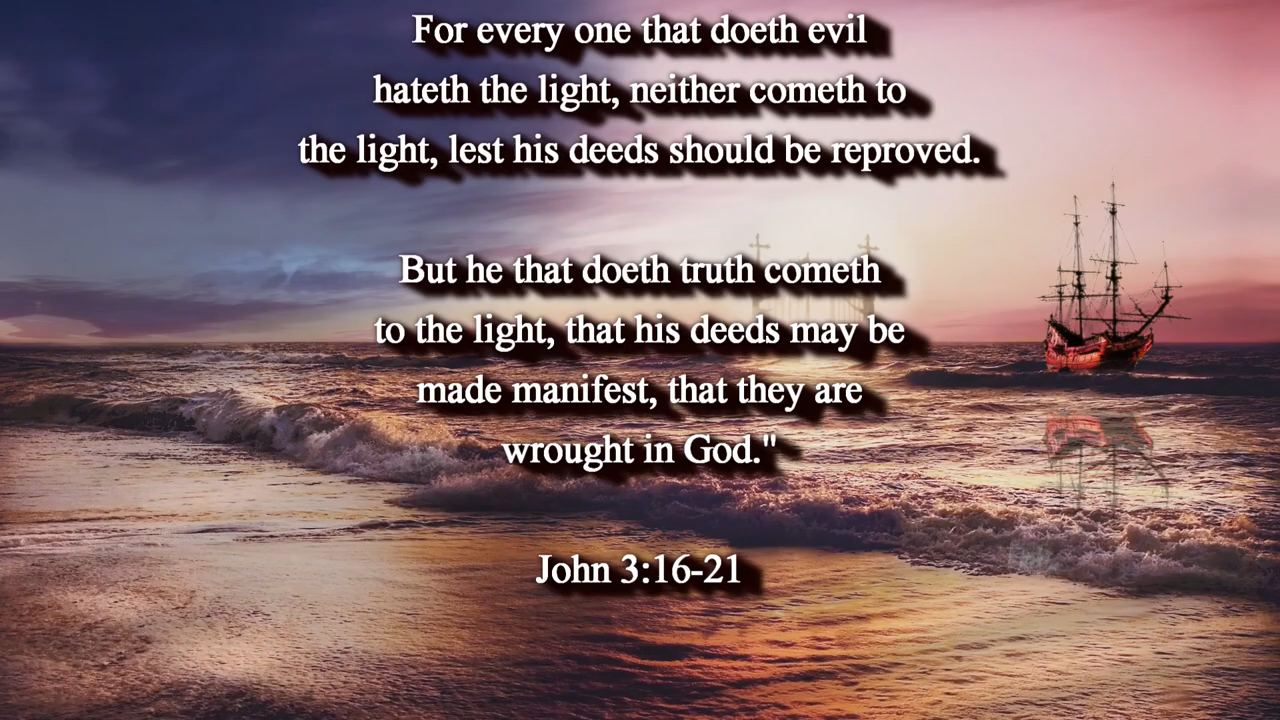 For every one that doeth evil
hateth the light, neither cometh to
the light, lest his deeds should be reproved.
But he that doeth truth cometh
to the light, that his deeds may be
made manifest, that they are
wrought in God."
John 3:16-21